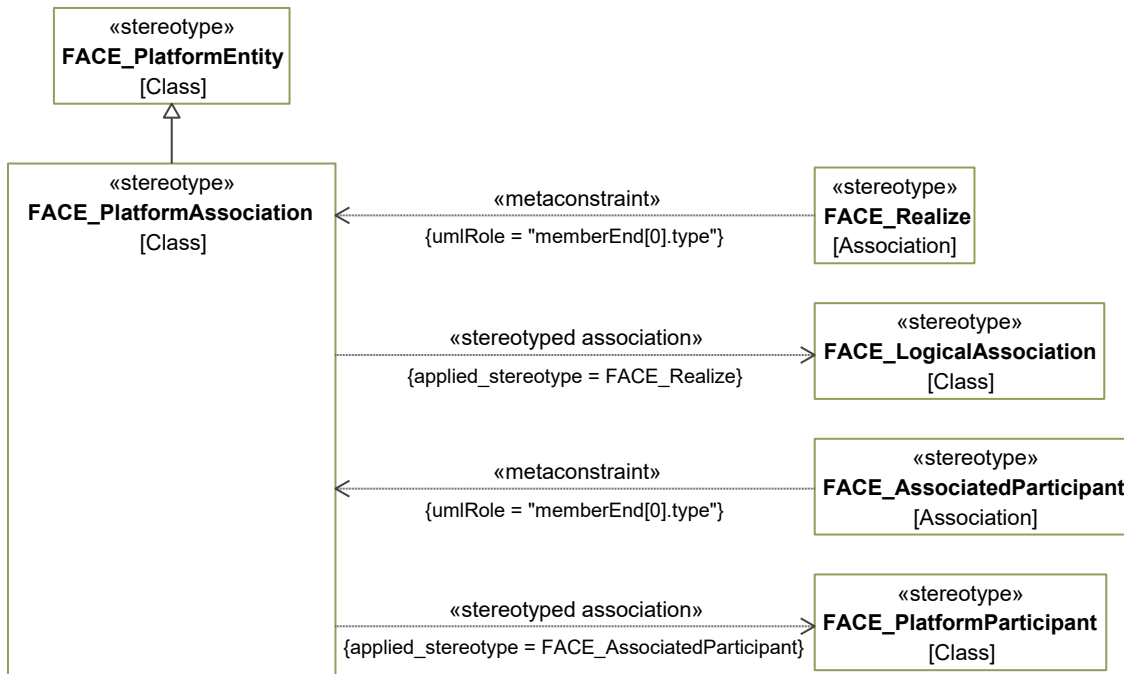 «stereotype»
FACE_PlatformEntity
[Class]
«stereotype»
FACE_PlatformAssociation
[Class]
«metaconstraint»
{umlRole = "memberEnd[0].type"}
«stereotype»
FACE_Realize
[Association]
«stereotyped association»
{applied_stereotype = FACE_Realize}
«stereotype»
FACE_LogicalAssociation
[Class]
«metaconstraint»
{umlRole = "memberEnd[0].type"}
«stereotype»
FACE_AssociatedParticipant
[Association]
«stereotyped association»
{applied_stereotype = FACE_AssociatedParticipant}
«stereotype»
FACE_PlatformParticipant
[Class]